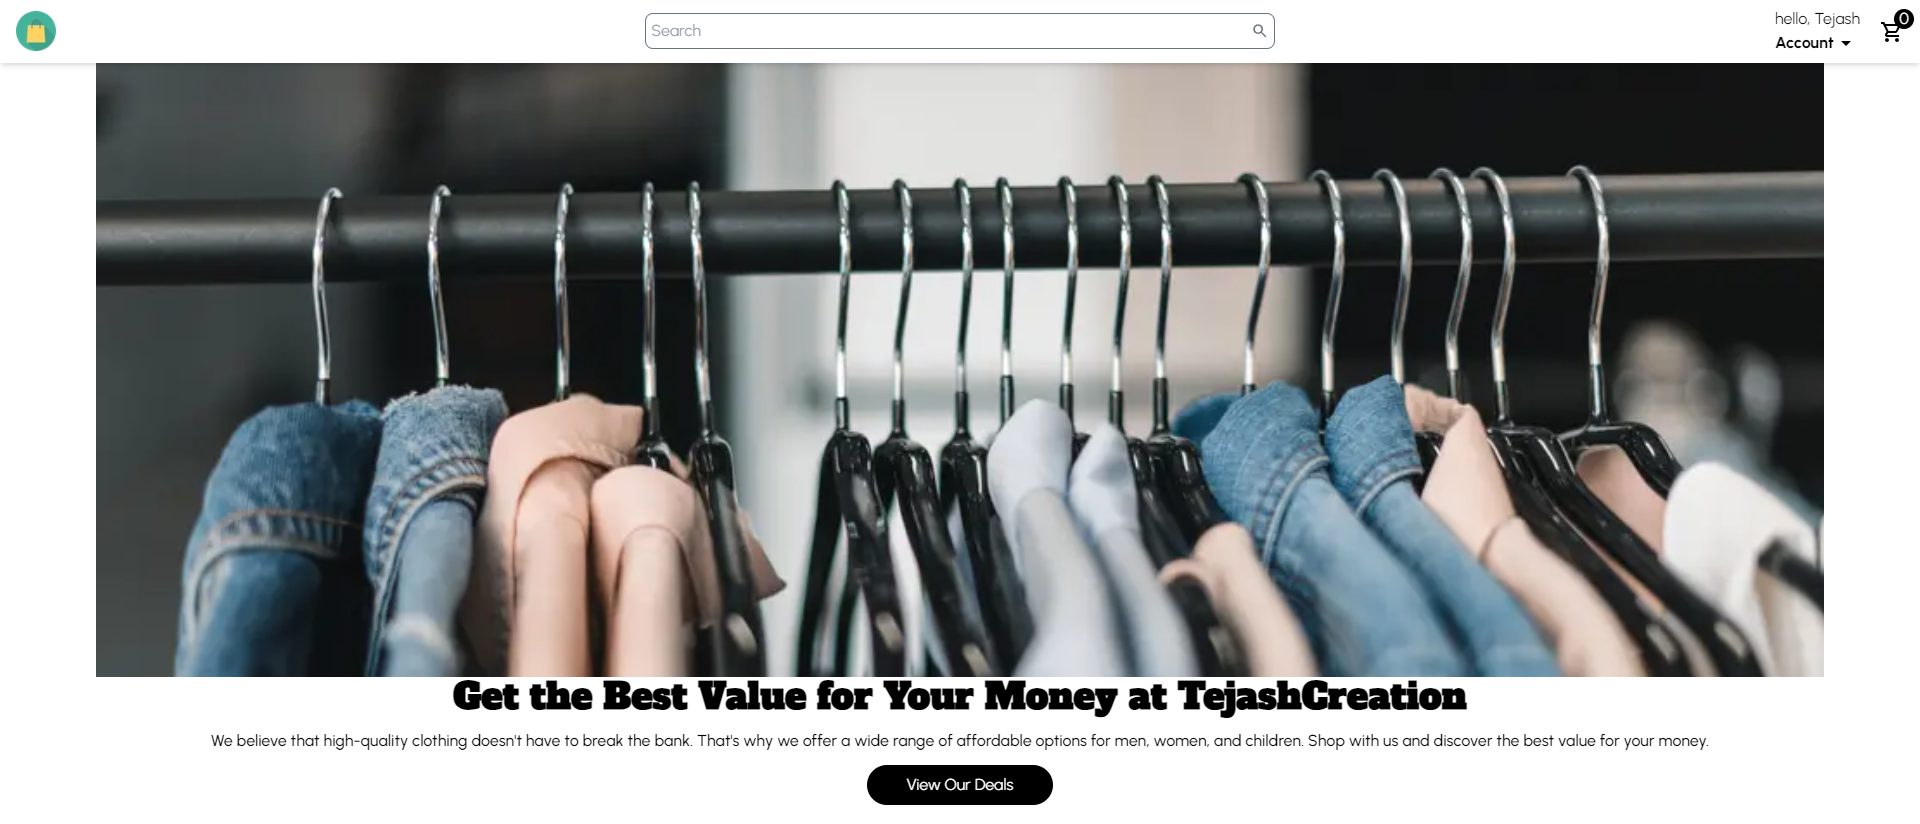 Search
hello, Tejash
Account
0
Get the Best Value for Your Money at TejashCreation
We believe that high-quality clothing doesn't have to break the bank. That's why we offer a wide range of affordable options for men, women, and children. Shop with us and discover the best value for your money.
View Our Deals